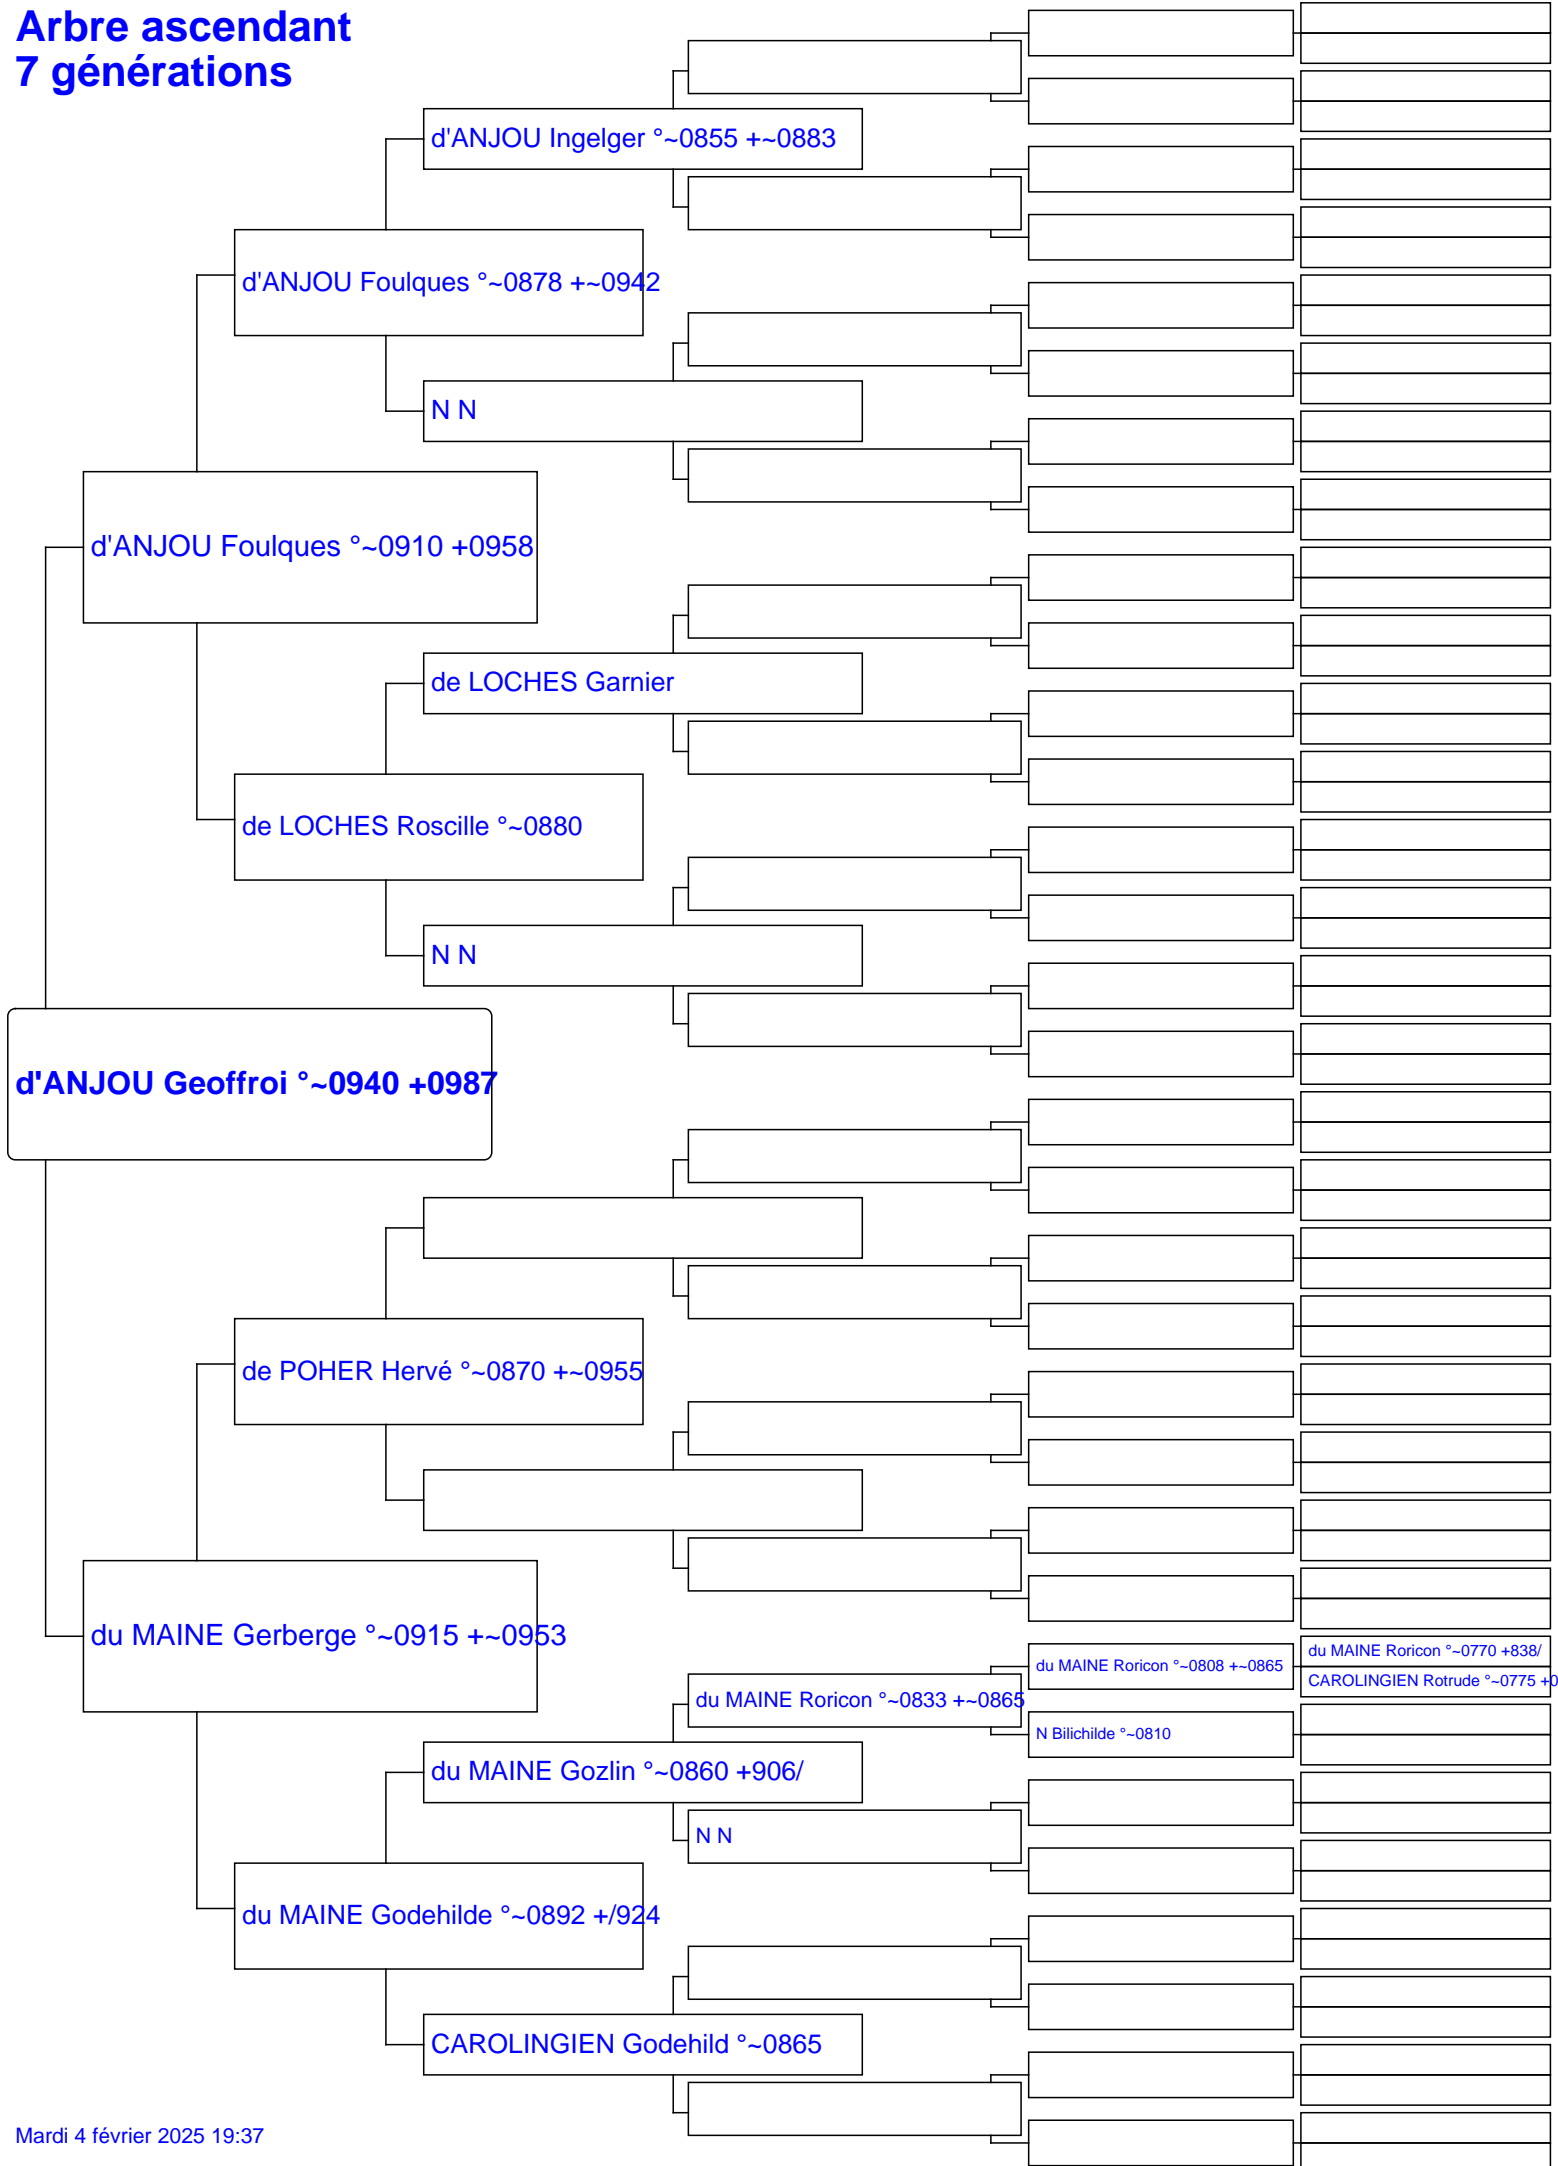 Arbre ascendant
7 générations
d'ANJOU Ingelger °~0855 +~0883
d'ANJOU Foulques °~0878 +~0942
N N
d'ANJOU Foulques °~0910 +0958
de LOCHES Garnier
de LOCHES Roscille °~0880
N N
d'ANJOU Geoffroi °~0940 +0987
de POHER Hervé °~0870 +~0955
du MAINE Gerberge °~0915 +~0953
du MAINE Roricon °~0770 +838/
du MAINE Roricon °~0808 +~0865
CAROLINGIEN Rotrude °~0775 +0
du MAINE Roricon °~0833 +~0865
N Bilichilde °~0810
du MAINE Gozlin °~0860 +906/
N N
du MAINE Godehilde °~0892 +/924
CAROLINGIEN Godehild °~0865
Mardi 4 février 2025 19:37